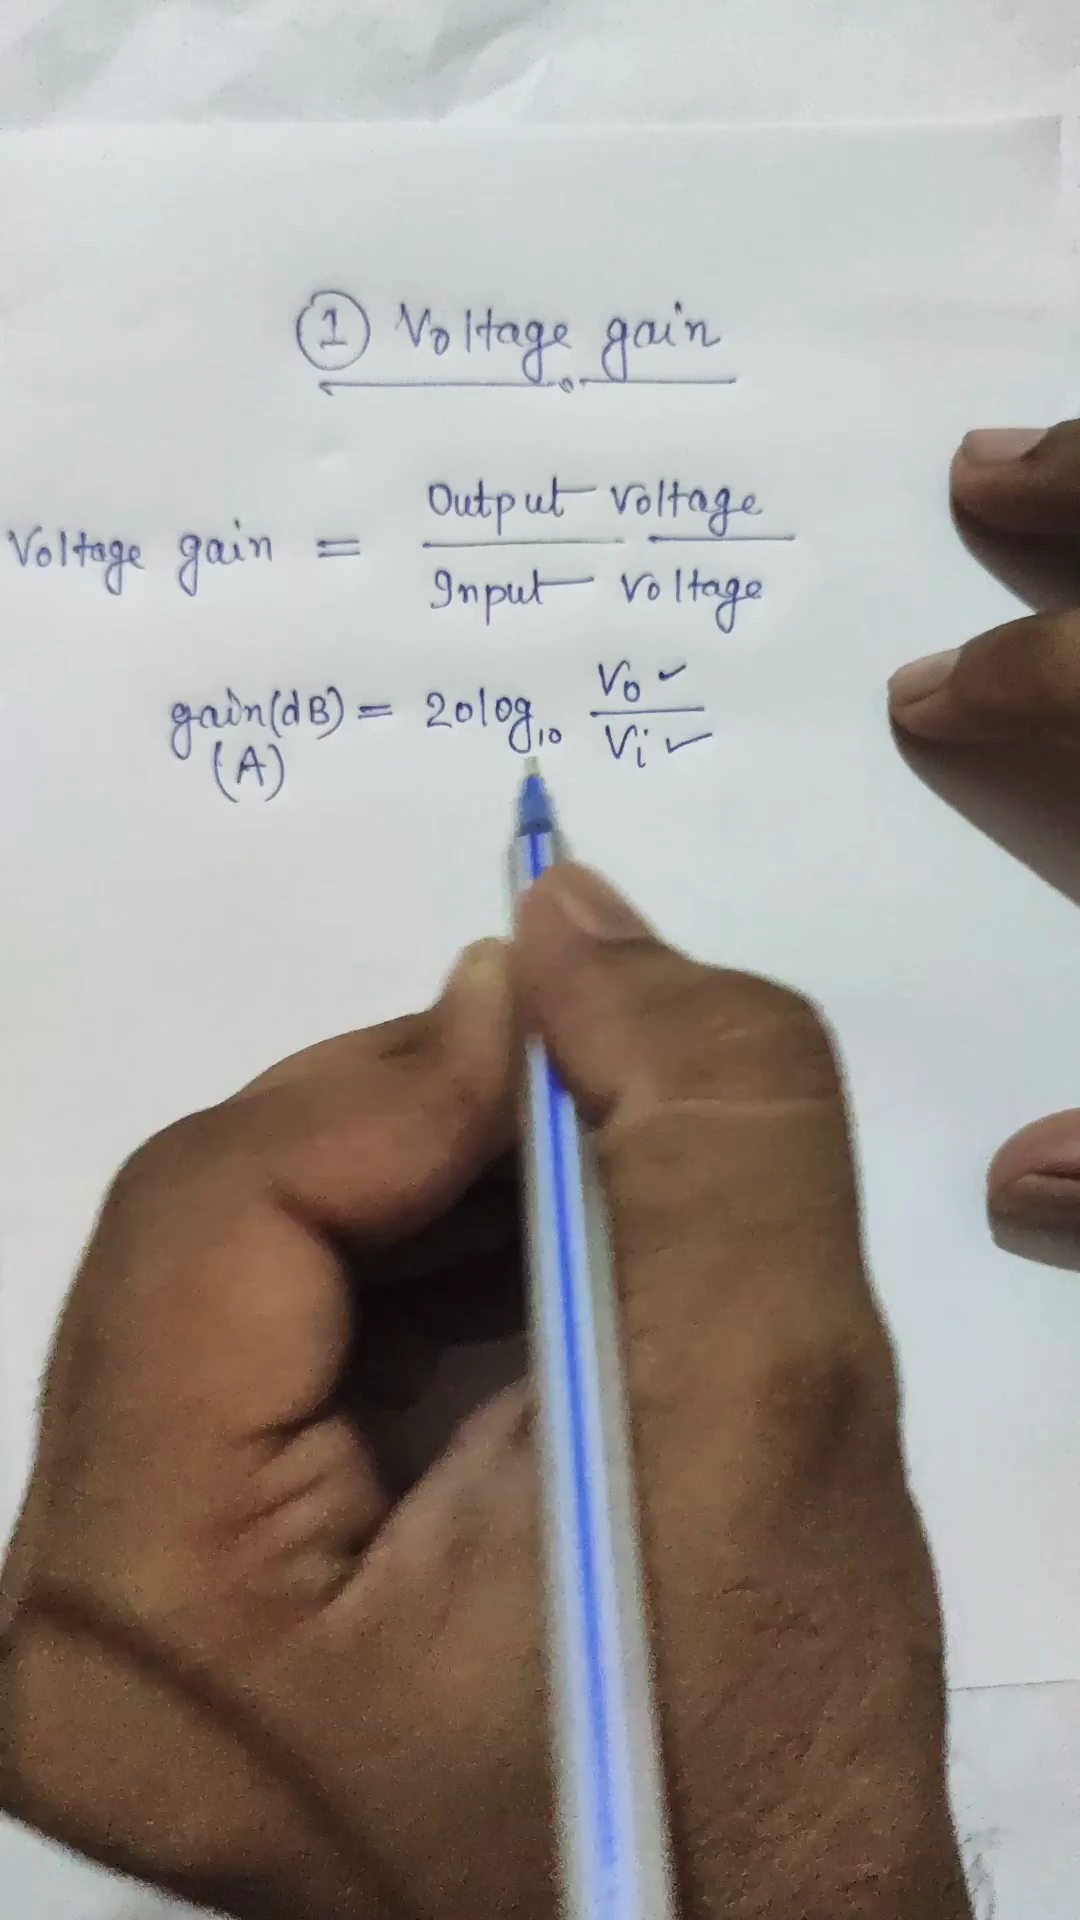 ① Voltage gain
Voltage gain = Output Voltage / Input Voltage
gain(dB) = 20log₁₀ Vo ✓ / Vi ✓
(A)